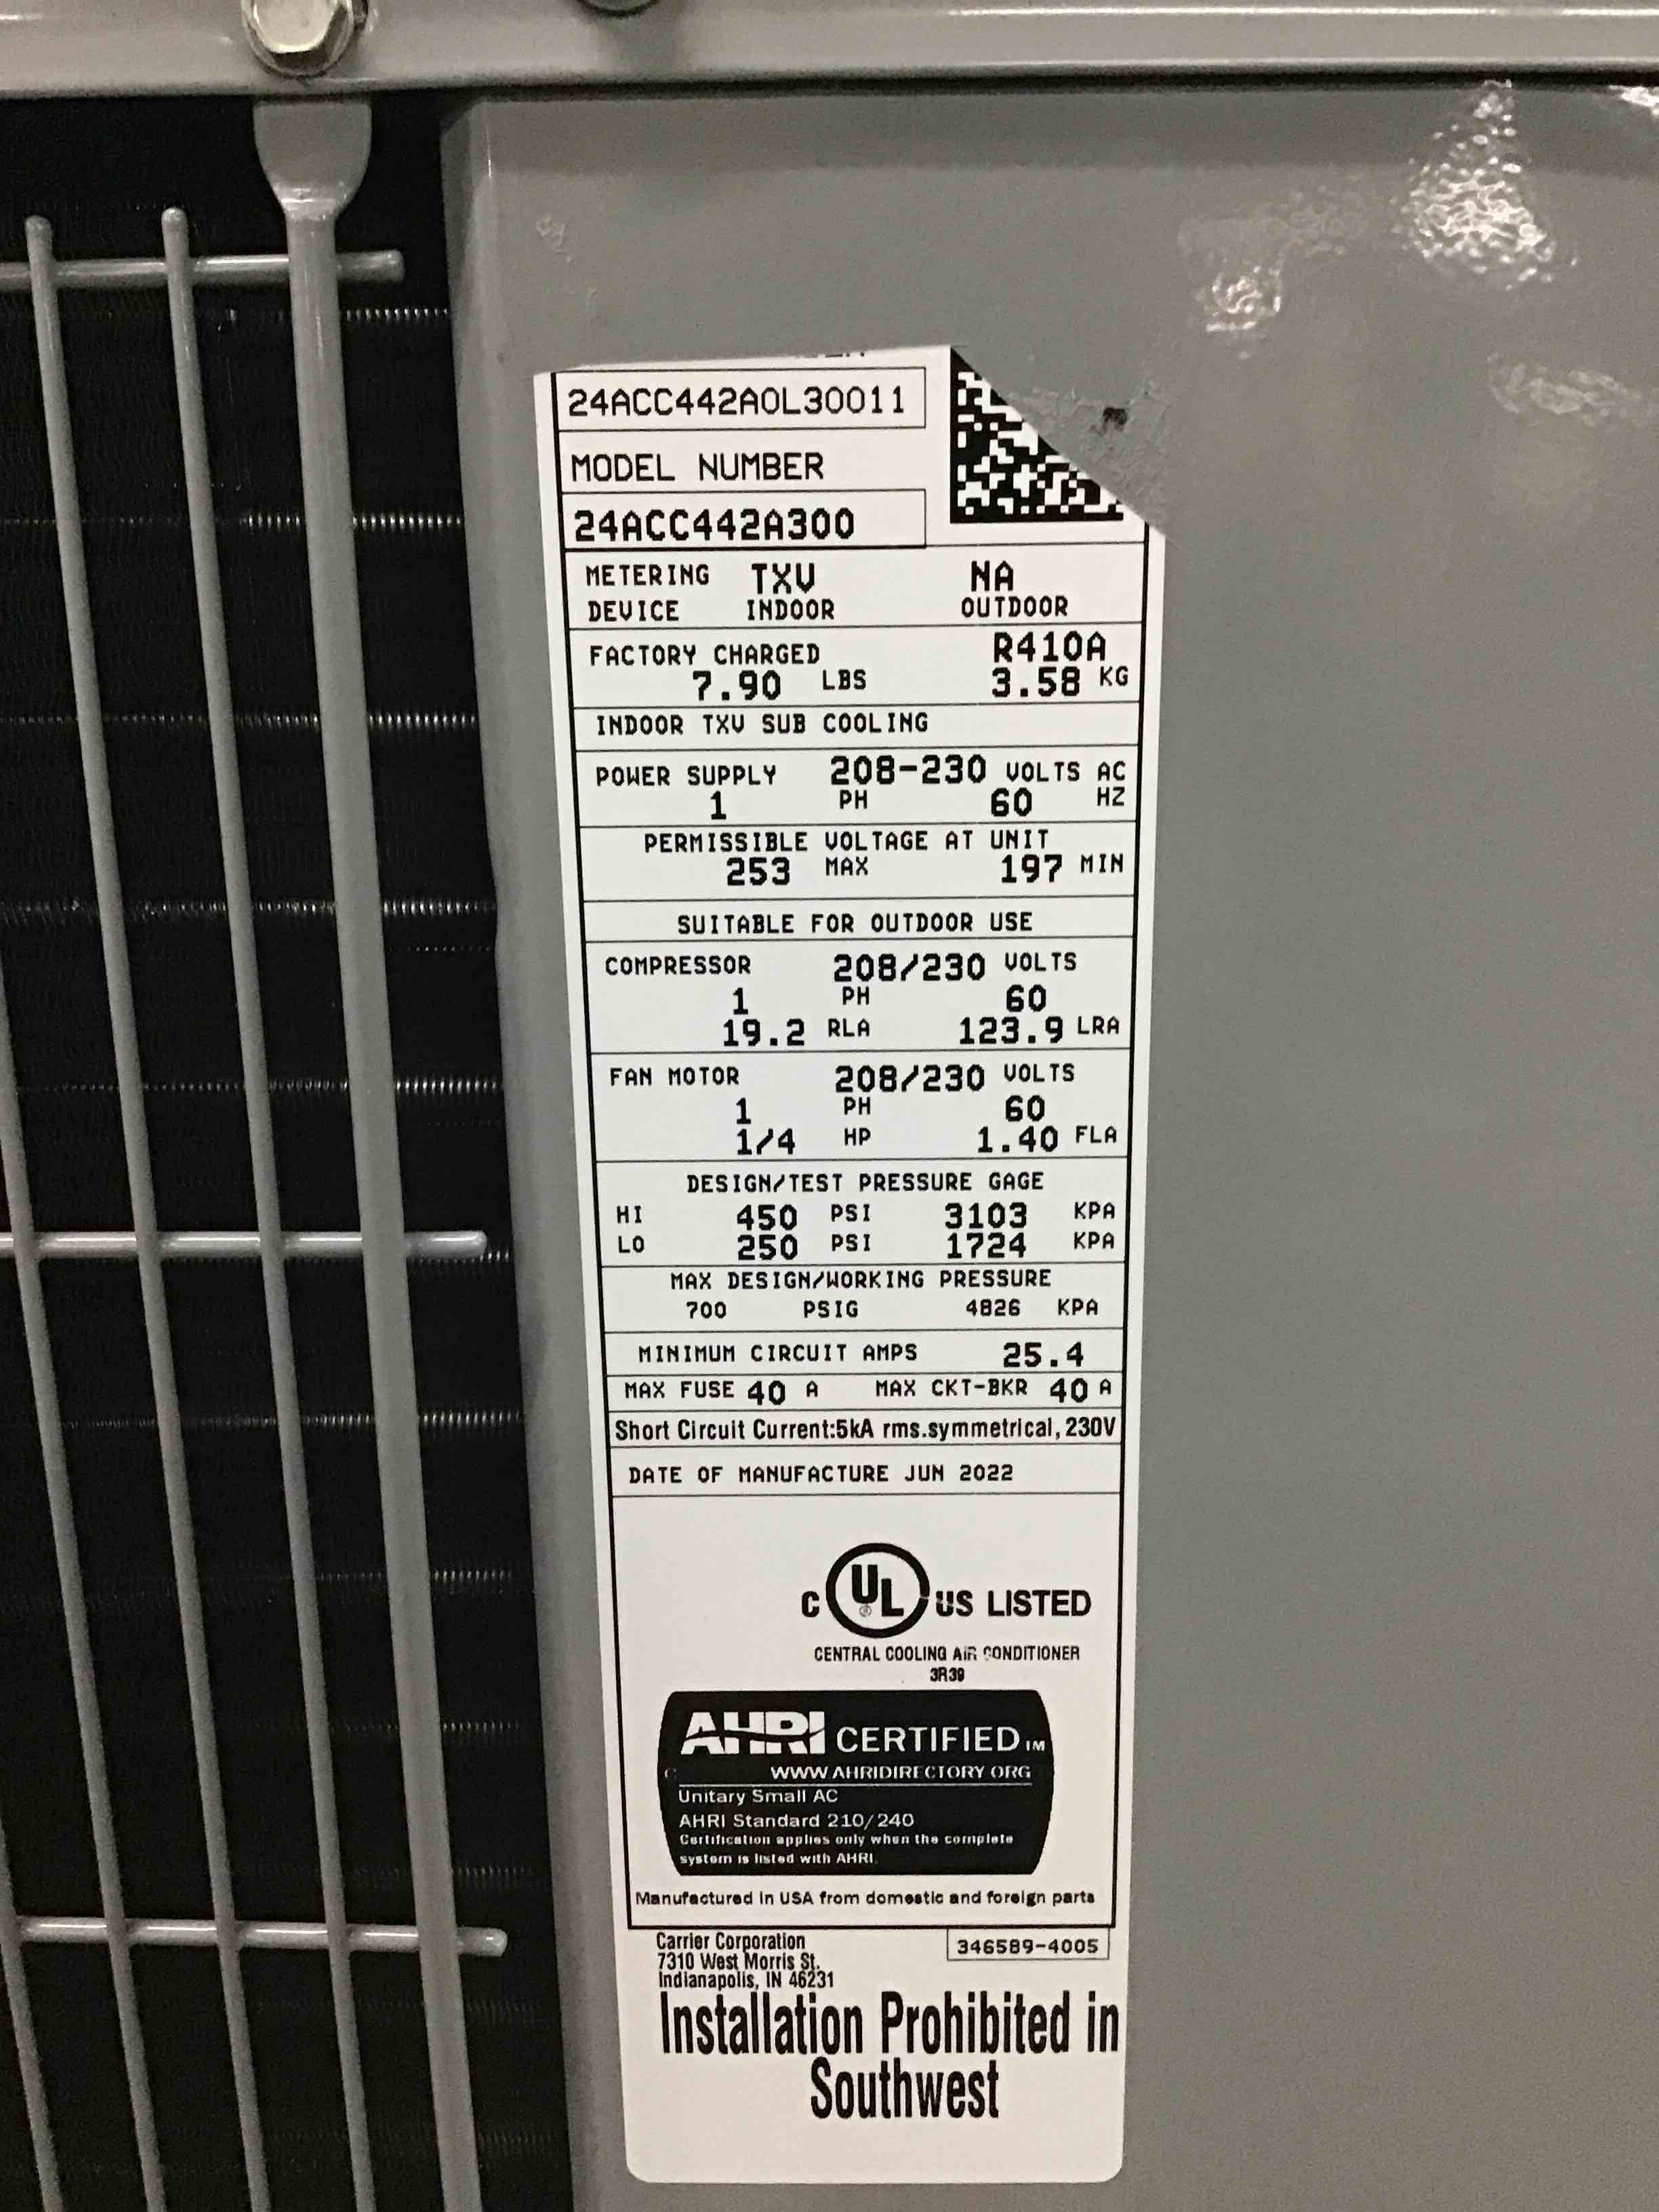 24ACC442A0L30011
MODEL NUMBER
24ACC442A300
METERING TXV NA
DEVICE INDOOR OUTDOOR
FACTORY CHARGED R410A
7.90 LBS 3.58 KG
INDOOR TXV SUB COOLING
POWER SUPPLY 208-230 VOLTS AC
1 PH 60 HZ
PERMISSIBLE VOLTAGE AT UNIT
253 MAX 197 MIN
SUITABLE FOR OUTDOOR USE
COMPRESSOR 208/230 VOLTS
1 PH 60
19.2 RLA 123.9 LRA
FAN MOTOR 208/230 VOLTS
1 PH 60
1/4 HP 1.40 FLA
DESIGN/TEST PRESSURE GAGE
HI 450 PSI 3103 KPA
LO 250 PSI 1724 KPA
MAX DESIGN/WORKING PRESSURE
700 PSIG 4826 KPA
MINIMUM CIRCUIT AMPS 25.4
MAX FUSE 40 A MAX CKT-BKR 40 A
Short Circuit Current:5kA rms.symmetrical, 230V
DATE OF MANUFACTURE JUN 2022
C UL ® US LISTED
CENTRAL COOLING AIR CONDITIONER
3R39
AHRI CERTIFIED TM
WWW AHRIDIRECTORY ORG
Unitary Small AC
AHRI Standard 210/240
Certification applies only when the complete
system is listed with AHRI.
Manufactured in USA from domestic and foreign parts
Carrier Corporation 346589-4005
7310 West Morris St.
Indianapolis, IN 46231
Installation Prohibited in
Southwest